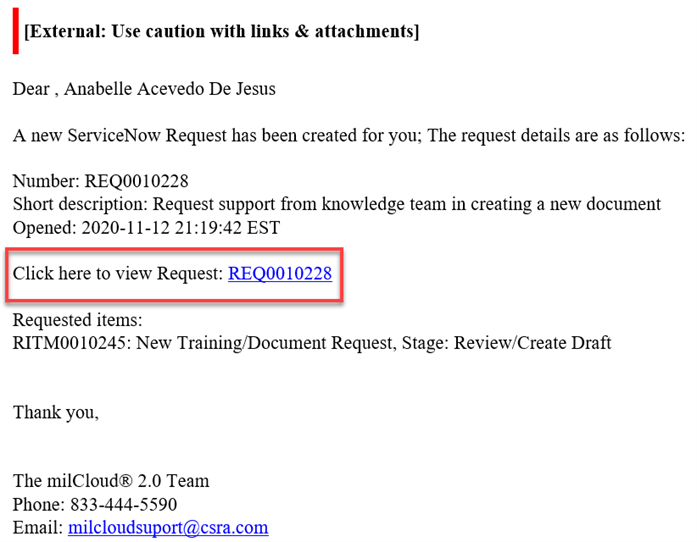 [External: Use caution with links & attachments]
Dear , Anabelle Acevedo De Jesus
A new ServiceNow Request has been created for you; The request details are as follows:
Number: REQ0010228
Short description: Request support from knowledge team in creating a new document
Opened: 2020-11-12 21:19:42 EST
Click here to view Request: REQ0010228
Requested items:
RITM0010245: New Training/Document Request, Stage: Review/Create Draft
Thank you,
The milCloud® 2.0 Team
Phone: 833-444-5590
Email: milcloudsuport@csra.com